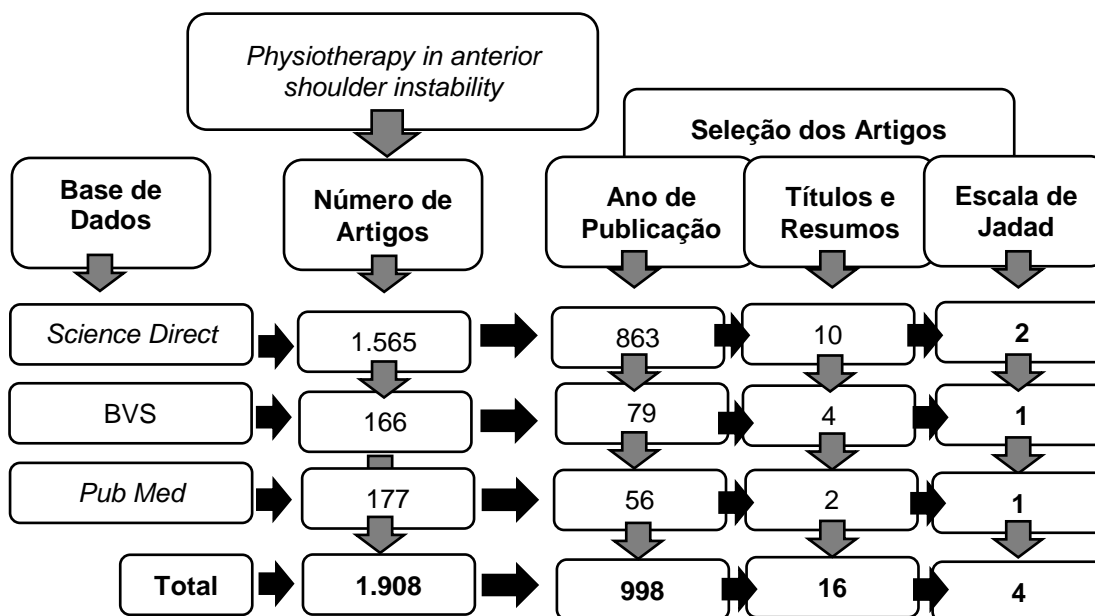 Physiotherapy in anterior
shoulder instability
Seleção dos Artigos
Base de
Dados
Número de
Artigos
Ano de
Publicação
Títulos e
Resumos
Escala de
Jadad
Science Direct
1.565
863
10
2
BVS
166
79
4
1
Pub Med
177
56
2
1
Total
1.908
998
16
4